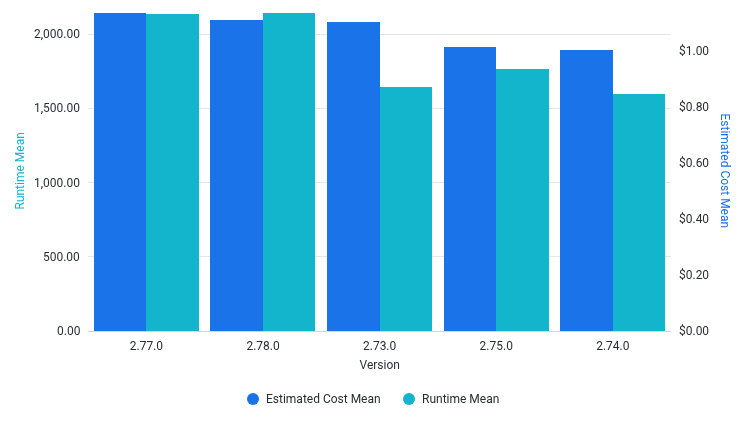 2,000.00
1,500.00
1,000.00
500.00
0.00
Runtime Mean
$1.00
$0.80
$0.60
$0.40
$0.20
$0.00
Estimated Cost Mean
2.77.0 2.78.0 2.73.0 2.75.0 2.74.0
Version
Estimated Cost Mean Runtime Mean